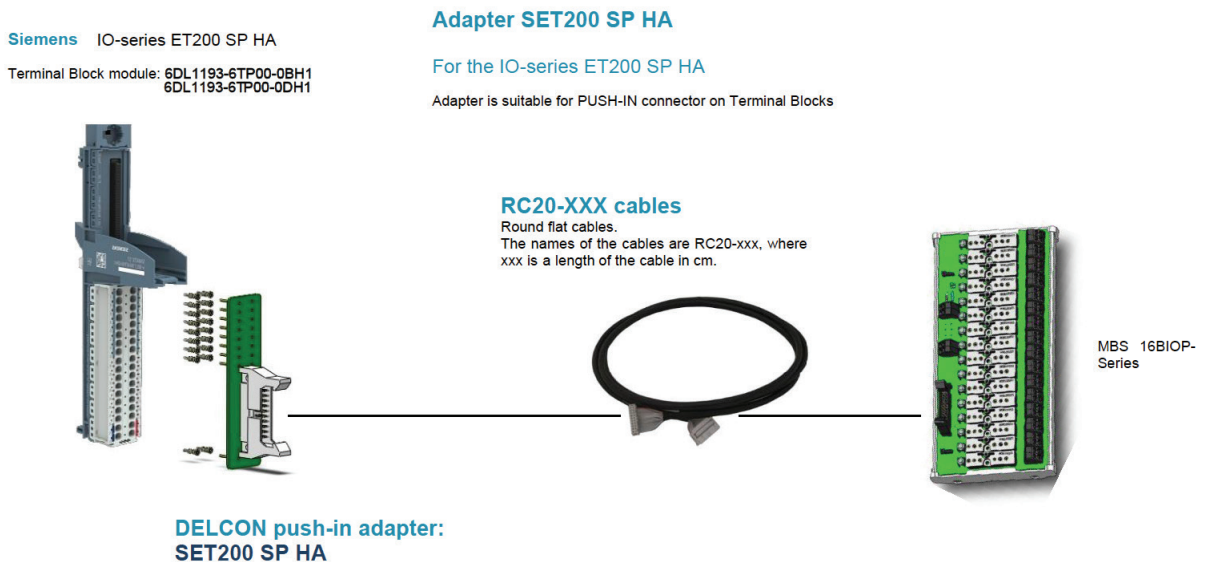 Adapter SET200 SP HA
Siemens IO-series ET200 SP HA
For the IO-series ET200 SP HA
Terminal Block module: 6DL1193-6TP00-0BH1
6DL1193-6TP00-0DH1
Adapter is suitable for PUSH-IN connector on Terminal Blocks
RC20-XXX cables
Round flat cables.
The names of the cables are RC20-xxx, where
xxx is a length of the cable in cm.
MBS 16BIOP-
Series
DELCON push-in adapter:
SET200 SP HA